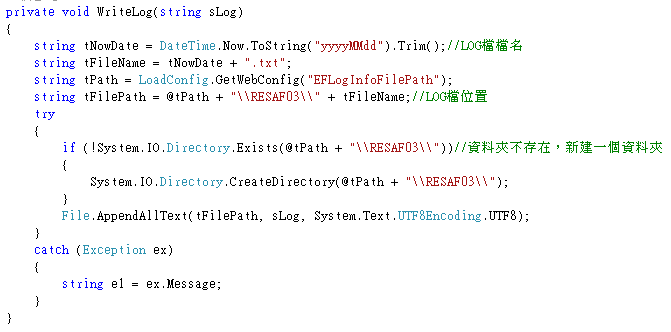 private void WriteLog(string sLog)
{
string tNowDate = DateTime.Now.ToString("yyyyMMdd").Trim();//LOG檔檔名
string tFileName = tNowDate + ".txt";
string tPath = LoadConfig.GetWebConfig("EFLogInfoFilePath");
string tFilePath = @tPath + "\\RESAF03\\" + tFileName;//LOG檔位置
try
{
if (!System.IO.Directory.Exists(@tPath + "\\RESAF03\\"))//資料夾不存在，新建一個資料夾
{
System.IO.Directory.CreateDirectory(@tPath + "\\RESAF03\\");
}
File.AppendAllText(tFilePath, sLog, System.Text.UTF8Encoding.UTF8);
}
catch (Exception ex)
{
string e1 = ex.Message;
}
}